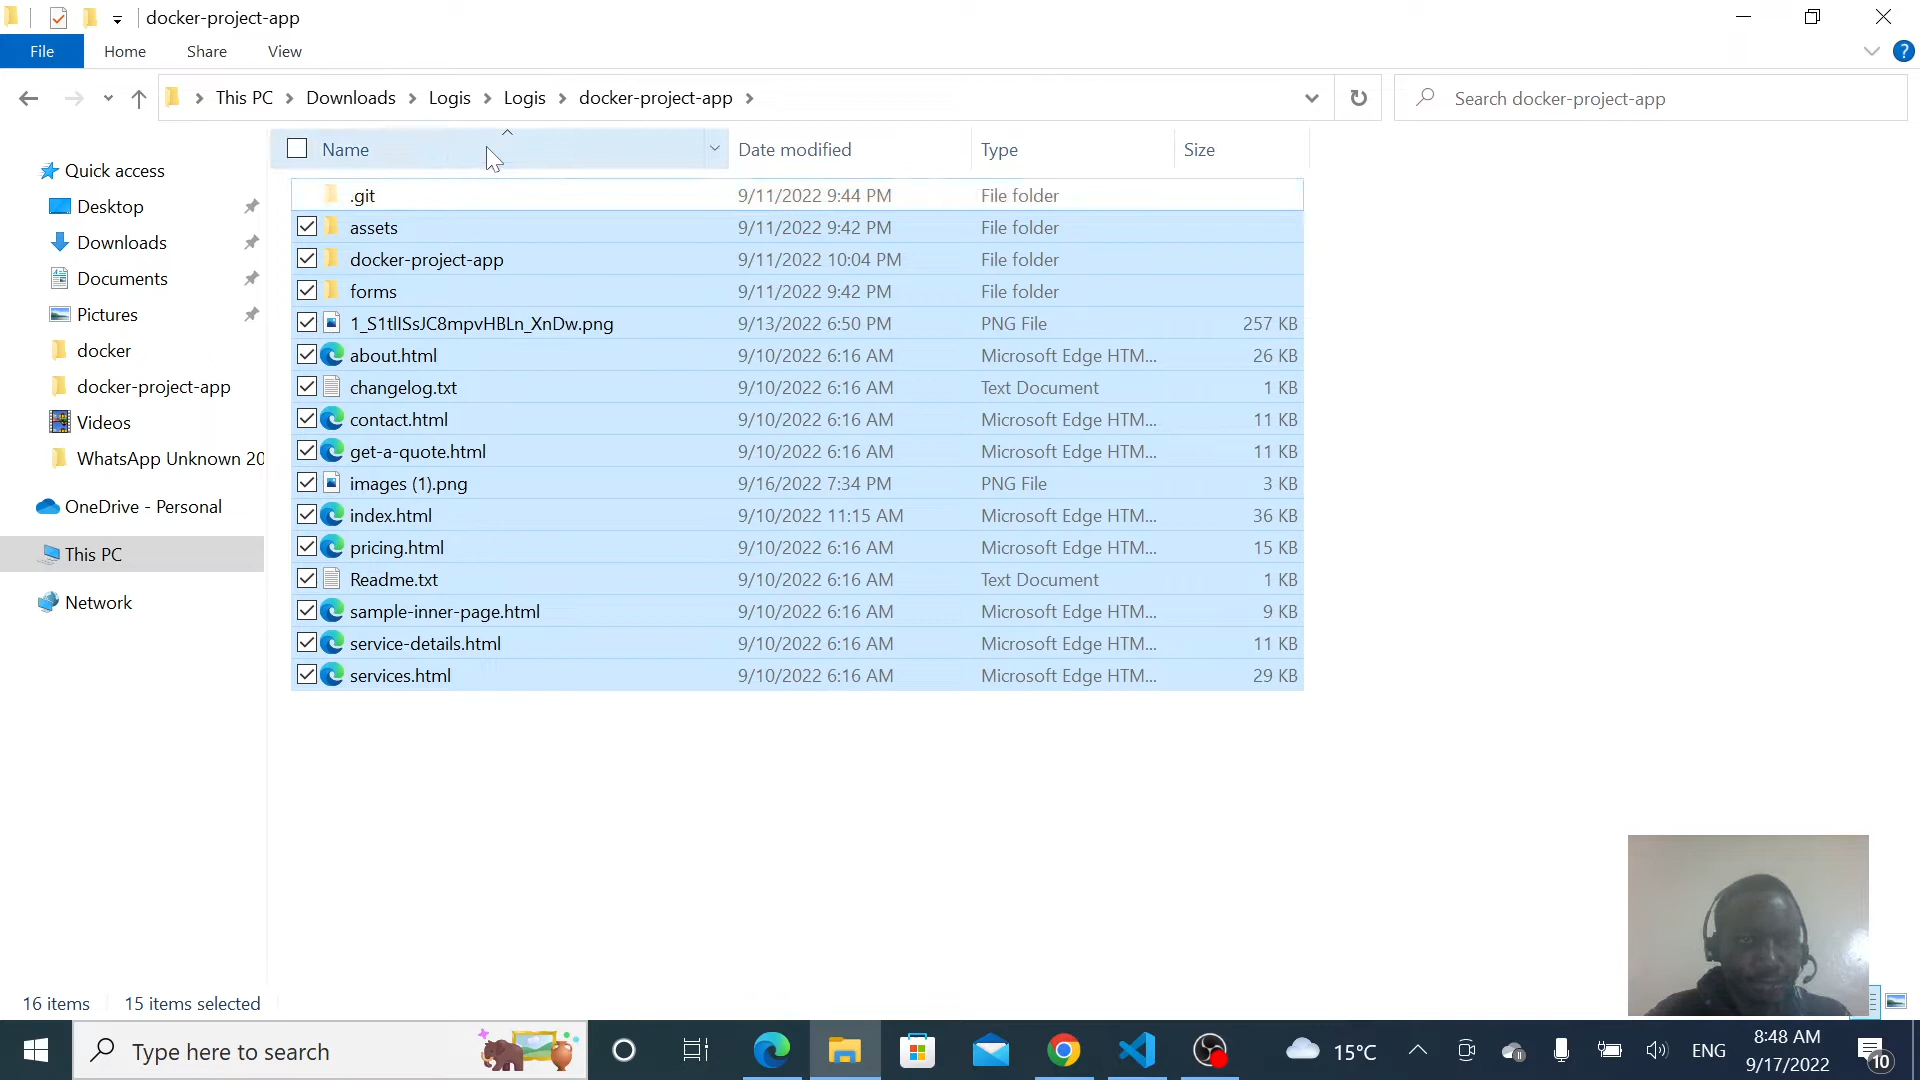 docker-project-app
File Home Share View
This PC Downloads Logis Logis docker-project-app
Search docker-project-app
Name Date modified Type Size
Quick access
Desktop
Downloads
Documents
Pictures
docker
docker-project-app
Videos
WhatsApp Unknown 20
OneDrive - Personal
This PC
Network
.git 9/11/2022 9:44 PM File folder
assets 9/11/2022 9:42 PM File folder
docker-project-app 9/11/2022 10:04 PM File folder
forms 9/11/2022 9:42 PM File folder
1_S1tlISsJC8mpvHBLn_XnDw.png 9/13/2022 6:50 PM PNG File 257 KB
about.html 9/10/2022 6:16 AM Microsoft Edge HTM... 26 KB
changelog.txt 9/10/2022 6:16 AM Text Document 1 KB
contact.html 9/10/2022 6:16 AM Microsoft Edge HTM... 11 KB
get-a-quote.html 9/10/2022 6:16 AM Microsoft Edge HTM... 11 KB
images (1).png 9/16/2022 7:34 PM PNG File 3 KB
index.html 9/10/2022 11:15 AM Microsoft Edge HTM... 36 KB
pricing.html 9/10/2022 6:16 AM Microsoft Edge HTM... 15 KB
Readme.txt 9/10/2022 6:16 AM Text Document 1 KB
sample-inner-page.html 9/10/2022 6:16 AM Microsoft Edge HTM... 9 KB
service-details.html 9/10/2022 6:16 AM Microsoft Edge HTM... 11 KB
services.html 9/10/2022 6:16 AM Microsoft Edge HTM... 29 KB
16 items 15 items selected
Type here to search
15°C
ENG
8:48 AM
9/17/2022
10